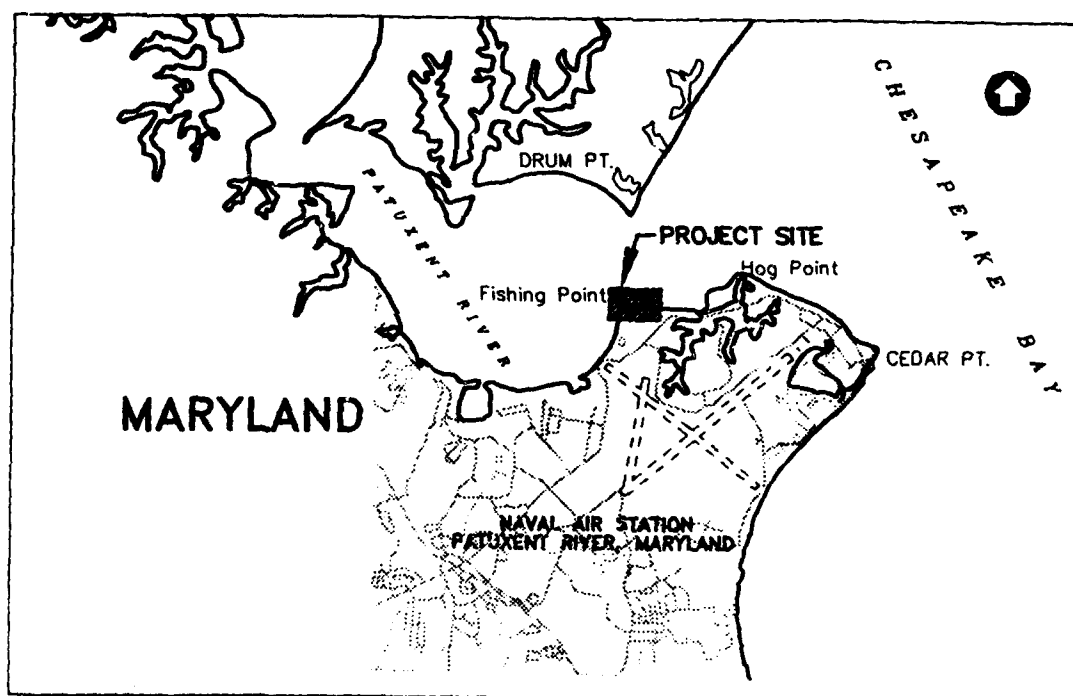 CHESAPEAKE BAY
DRUM PT.
PATUXENT RIVER
PROJECT SITE
Hog Point
Fishing Point
CEDAR PT.
MARYLAND
NAVAL AIR STATION
PATUXENT RIVER, MARYLAND